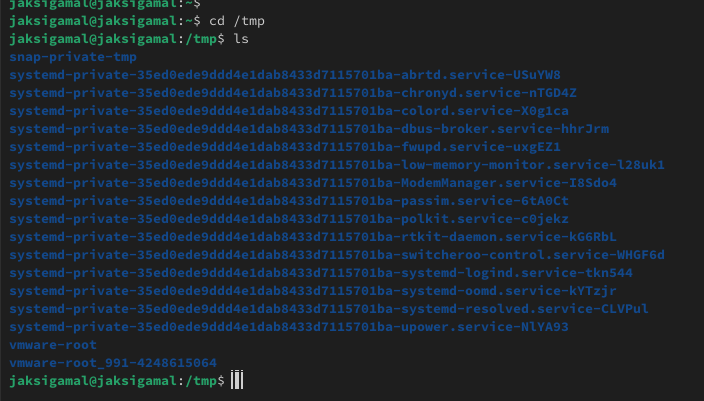 jaksigamal@jaksigamal:~$
jaksigamal@jaksigamal:~$ cd /tmp
jaksigamal@jaksigamal:/tmp$ ls
snap-private-tmp
systemd-private-35ed0ede9ddd4e1dab8433d7115701ba-abrtd.service-USuYW8
systemd-private-35ed0ede9ddd4e1dab8433d7115701ba-chronyd.service-nTGD4Z
systemd-private-35ed0ede9ddd4e1dab8433d7115701ba-colord.service-X0g1ca
systemd-private-35ed0ede9ddd4e1dab8433d7115701ba-dbus-broker.service-hhrJrm
systemd-private-35ed0ede9ddd4e1dab8433d7115701ba-fwupd.service-uxgEZ1
systemd-private-35ed0ede9ddd4e1dab8433d7115701ba-low-memory-monitor.service-l28uk1
systemd-private-35ed0ede9ddd4e1dab8433d7115701ba-ModemManager.service-I8Sdo4
systemd-private-35ed0ede9ddd4e1dab8433d7115701ba-passim.service-6tA0Ct
systemd-private-35ed0ede9ddd4e1dab8433d7115701ba-polkit.service-c0jekz
systemd-private-35ed0ede9ddd4e1dab8433d7115701ba-rtkit-daemon.service-kG6RbL
systemd-private-35ed0ede9ddd4e1dab8433d7115701ba-switcheroo-control.service-WHGF6d
systemd-private-35ed0ede9ddd4e1dab8433d7115701ba-systemd-logind.service-tkn544
systemd-private-35ed0ede9ddd4e1dab8433d7115701ba-systemd-oomd.service-kYTzjr
systemd-private-35ed0ede9ddd4e1dab8433d7115701ba-systemd-resolved.service-CLVPul
systemd-private-35ed0ede9ddd4e1dab8433d7115701ba-upower.service-NlYA93
vmware-root
vmware-root_991-4248615064
jaksigamal@jaksigamal:/tmp$